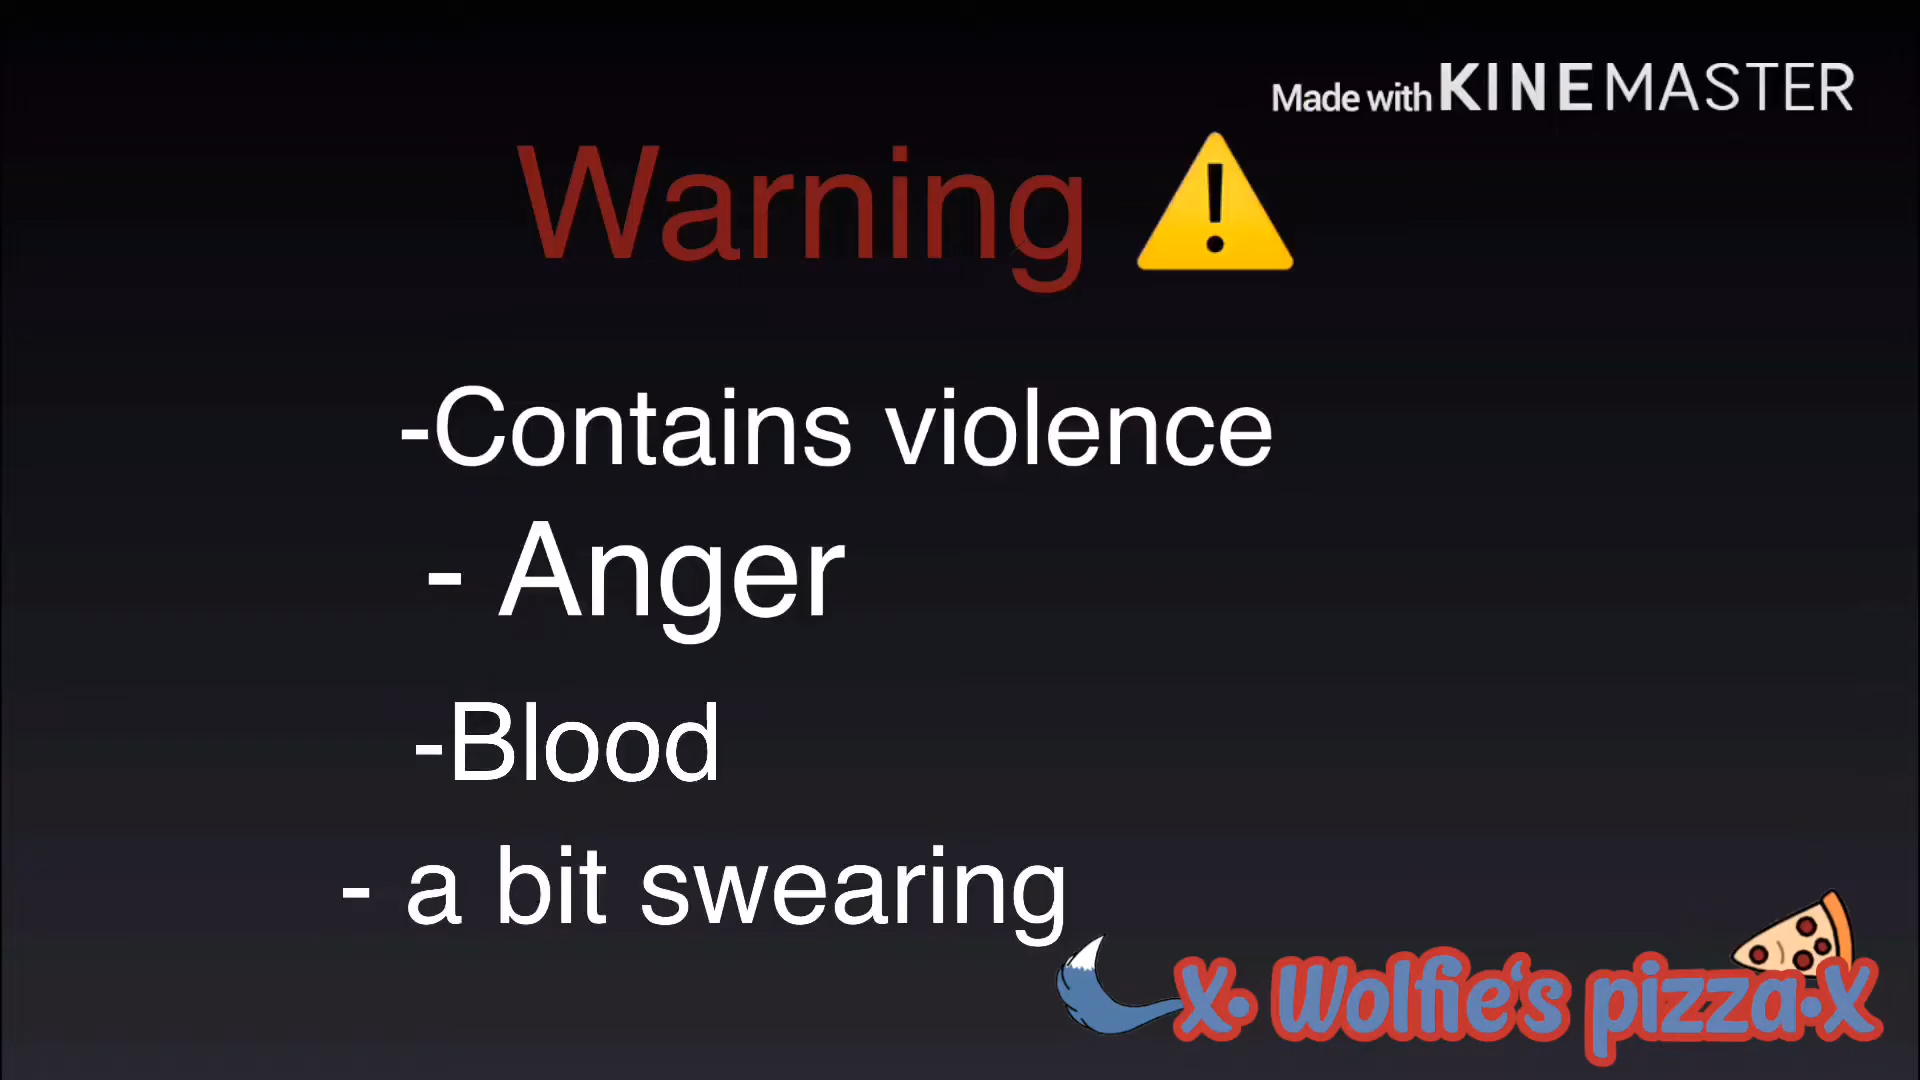 Made with KINEMASTER
Warning ⚠️
-Contains violence
- Anger
-Blood
- a bit swearing
X• Wolfie's pizza•X